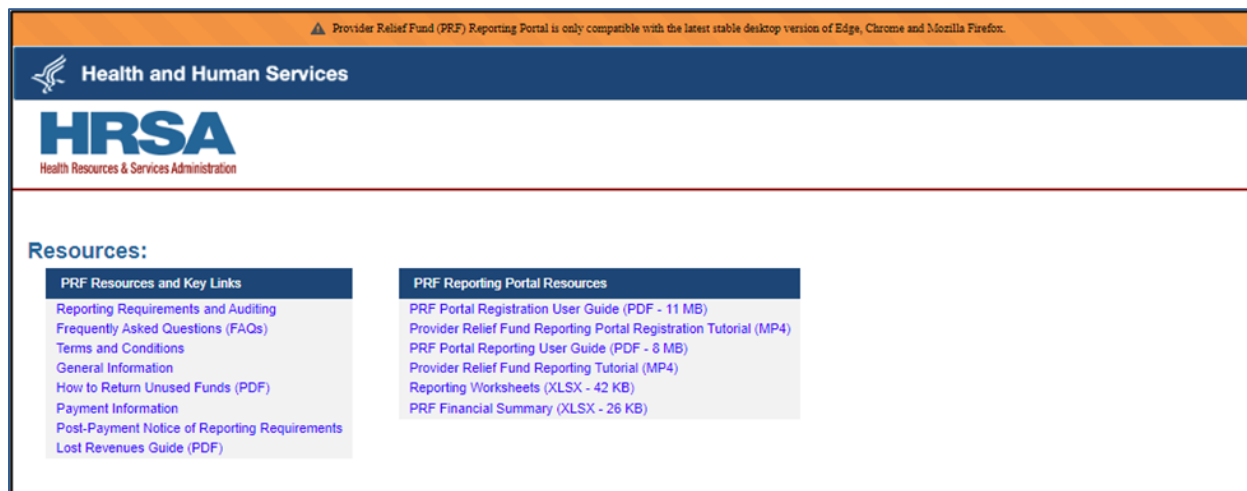 Provider Relief Fund (PRF) Reporting Portal is only compatible with the latest stable desktop version of Edge, Chrome and Mozilla Firefox.
Health and Human Services
HRSA
Health Resources & Services Administration
Resources:
PRF Resources and Key Links
Reporting Requirements and Auditing
Frequently Asked Questions (FAQs)
Terms and Conditions
General Information
How to Return Unused Funds (PDF)
Payment Information
Post-Payment Notice of Reporting Requirements
Lost Revenues Guide (PDF)
PRF Reporting Portal Resources
PRF Portal Registration User Guide (PDF - 11 MB)
Provider Relief Fund Reporting Portal Registration Tutorial (MP4)
PRF Portal Reporting User Guide (PDF - 8 MB)
Provider Relief Fund Reporting Tutorial (MP4)
Reporting Worksheets (XLSX - 42 KB)
PRF Financial Summary (XLSX - 26 KB)